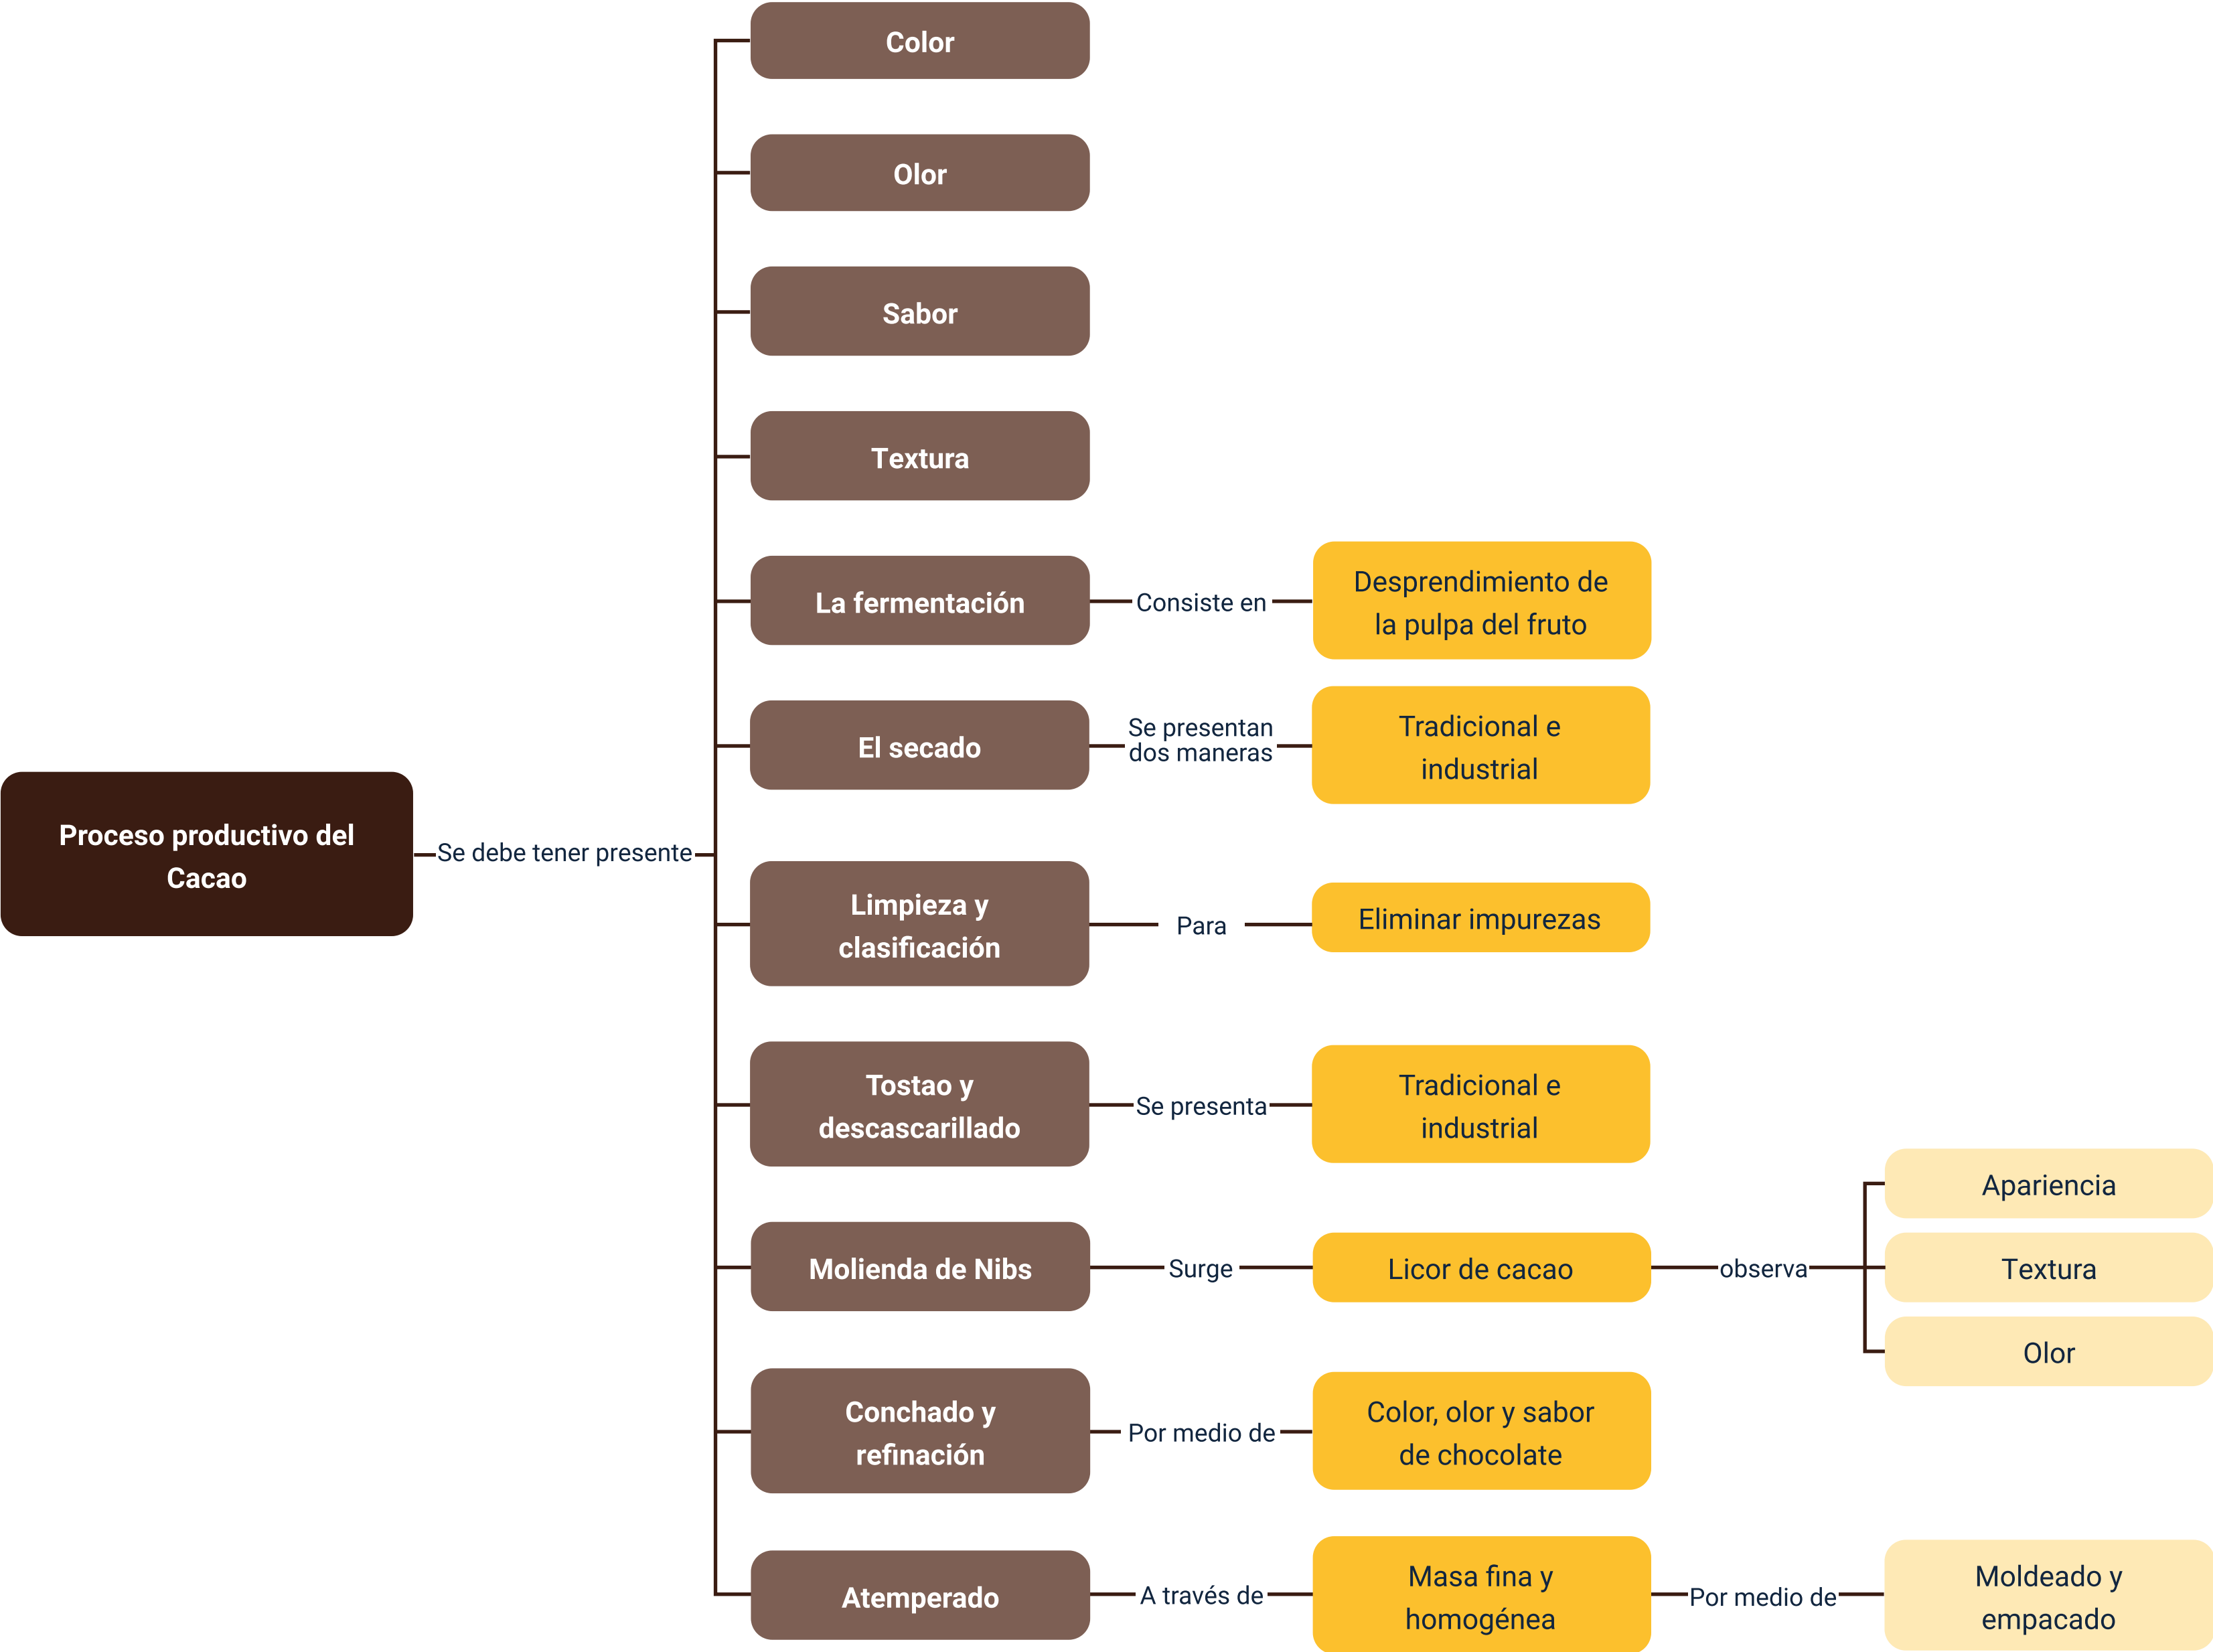 Color
Olor
Sabor
Textura
La fermentación
Consiste en
Desprendimiento de
la pulpa del fruto
El secado
Se presentan
dos maneras
Tradicional e
industrial
Proceso productivo del
Cacao
Se debe tener presente
Limpieza y
clasificación
Para
Eliminar impurezas
Tostao y
descascarillado
Se presenta
Tradicional e
industrial
Molienda de Nibs
Surge
Licor de cacao
observa
Apariencia
Textura
Olor
Conchado y
refinación
Por medio de
Color, olor y sabor
de chocolate
Atemperado
A través de
Masa fina y
homogénea
Por medio de
Moldeado y
empacado